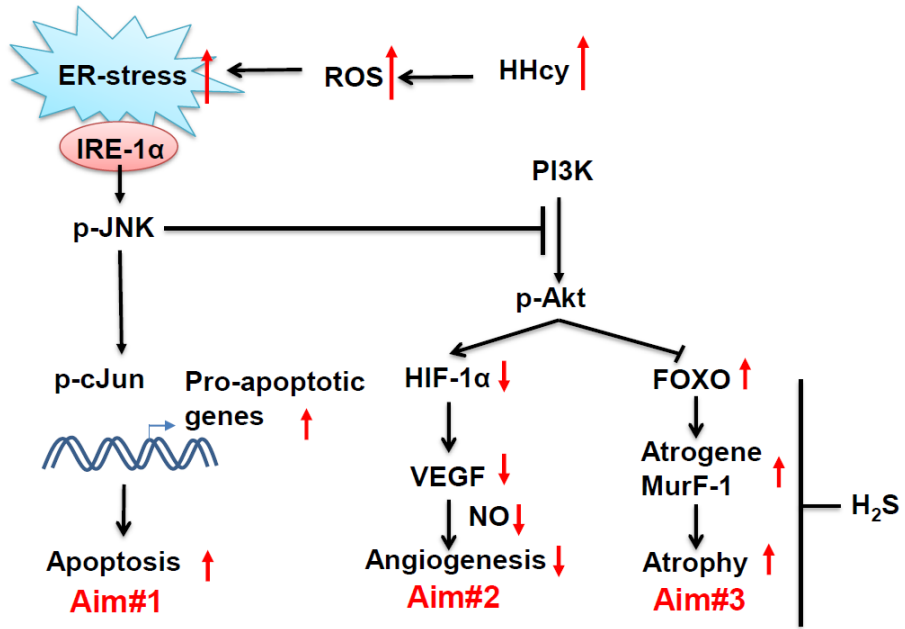 ER-stress
ROS
HHcy
IRE-1α
PI3K
p-JNK
p-Akt
p-cJun
Pro-apoptotic
genes
HIF-1α
FOXO
Atrogene
MurF-1
VEGF
NO
H₂S
Apoptosis
Angiogenesis
Atrophy
Aim#1
Aim#2
Aim#3